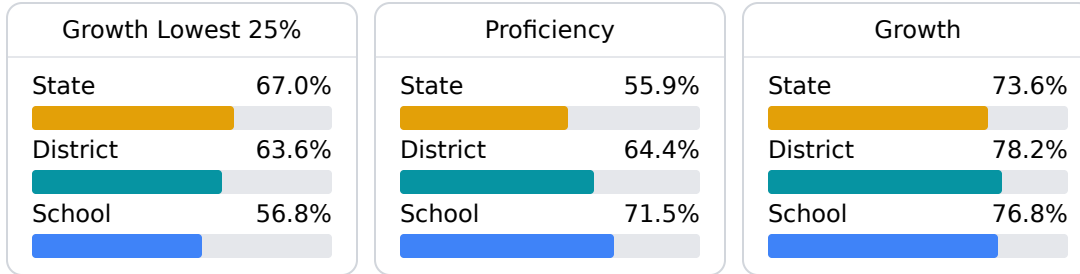 Growth Lowest 25%
State 67.0%
District 63.6%
School 56.8%
Proficiency
State 55.9%
District 64.4%
School 71.5%
Growth
State 73.6%
District 78.2%
School 76.8%